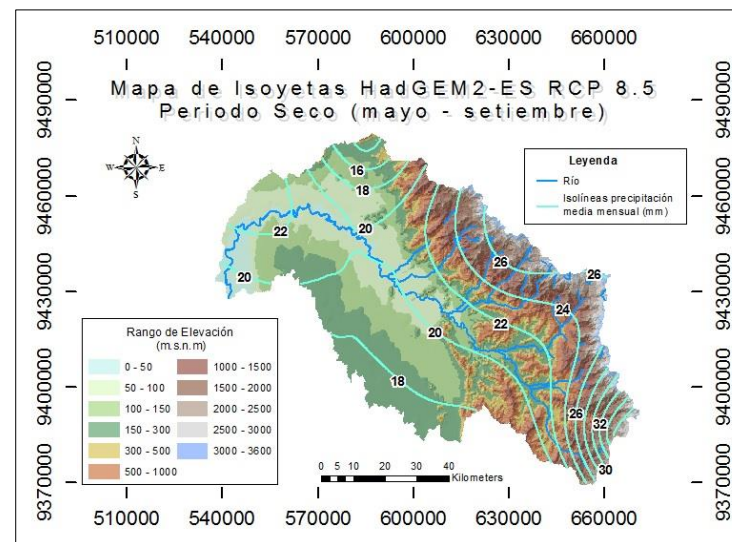 510000 540000 570000 600000 630000 660000
Mapa de Isoyetas HadGEM2-ES RCP 8.5
Periodo Seco (mayo - setiembre)
9490000
9460000
9430000
9400000
9370000
9490000
9460000
9430000
9400000
9370000
N
W E
S
Leyenda
Río
Isolíneas precipitación
media mensual (mm)
16
18
20
22
20
26
26
24
22
20
18
26
32
30
Rango de Elevación
(m.s.n.m)
0 - 50
50 - 100
100 - 150
150 - 300
300 - 500
500 - 1000
1000 - 1500
1500 - 2000
2000 - 2500
2500 - 3000
3000 - 3600
0 5 10 20 30 40
Kilometers
510000 540000 570000 600000 630000 660000